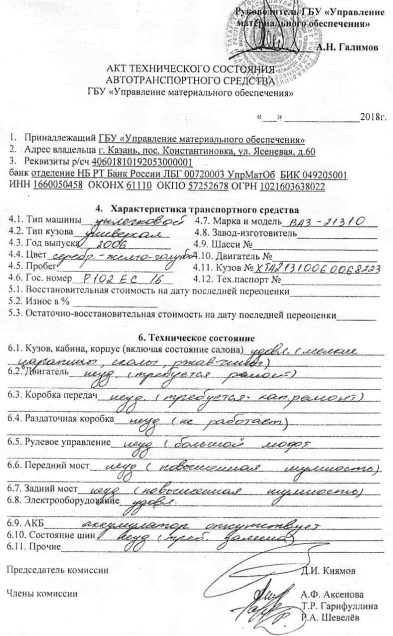 Руководитель ГБУ «Управление
материального обеспечения»
А.Н. Галимов
АКТ ТЕХНИЧЕСКОГО СОСТОЯНИЯ
АВТОТРАНСПОРТНОГО СРЕДСТВА
ГБУ «Управление материального обеспечения»
«__»__________2018г.
1. Принадлежащий ГБУ «Управление материального обеспечения»
2. Адрес владельца г. Казань, пос. Константиновка, ул. Ясеневая, д.60
3. Реквизиты р/сч 40601810192053000001
банк отделение НБ РТ Банк России ЛБГ 00720003 УпрМатОб БИК 049205001
ИНН 1660050458 ОКОНХ 61110 ОКПО 57252678 ОГРН 1021603638022
4. Характеристика транспортного средства
4.1. Тип машины легковой 4.7. Марка и модель ВАЗ-21310
4.2. Тип кузова универсал 4.8. Завод-изготовитель
4.3. Год выпуска 2006 4.9. Шасси №
4.4. Цвет серебр-желто-голубой 4.10. Двигатель №
4.5. Пробег 4.11. Кузов № XTA21310060068223
4.6. Гос. номер Р102ЕС 16 4.12. Тех.паспорт №
5.1. Восстановительная стоимость на дату последней переоценки
5.2. Износ в %
5.3. Остаточно-восстановительная стоимость на дату последней переоценки
6. Техническое состояние
6.1. Кузов, кабина, корпус (включая состояние салона) удовл. (мелкие
царапины, сколы, ржавчины)
6.2. Двигатель неуд (требуется ремонт)
6.3. Коробка передач неуд. (требуется кап.ремонт)
6.4. Раздаточная коробка неуд (не работает)
6.5. Рулевое управление неуд (большой люфт)
6.6. Передний мост неуд (повышенная шумность)
6.7. Задний мост неуд (повышенная шумность)
6.8. Электрооборудование удовл.
6.9. АКБ аккумулятор отсутствует
6.10. Состояние шин неуд (треб. замена)
6.11. Прочие
Председатель комиссии Д.И. Киямов
Члены комиссии А.Ф. Аксенова
Т.Р. Гарифуллина
Р.А. Шевелёв